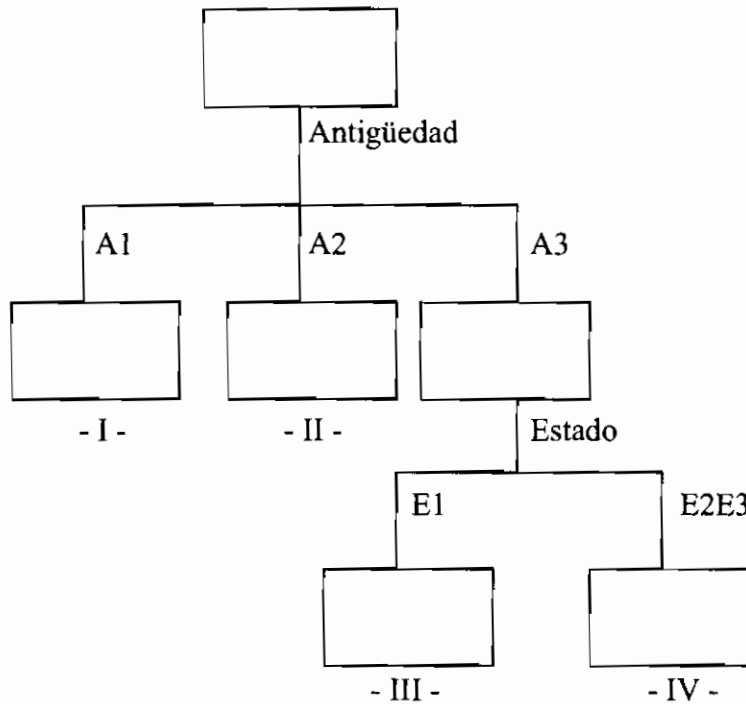 Antigüedad
A1 A2 A3
- I - - II - Estado
E1 E2E3
- III - - IV -